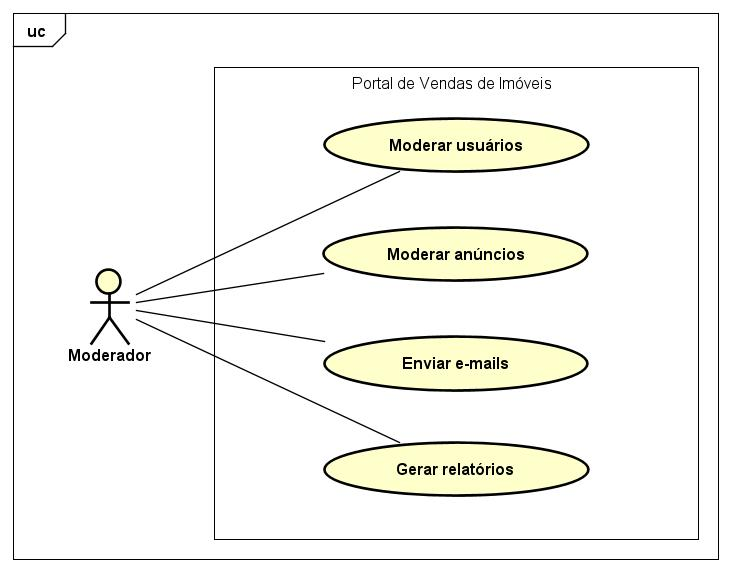 uc
Portal de Vendas de Imóveis
Moderar usuários
Moderar anúncios
Moderador
Enviar e-mails
Gerar relatórios